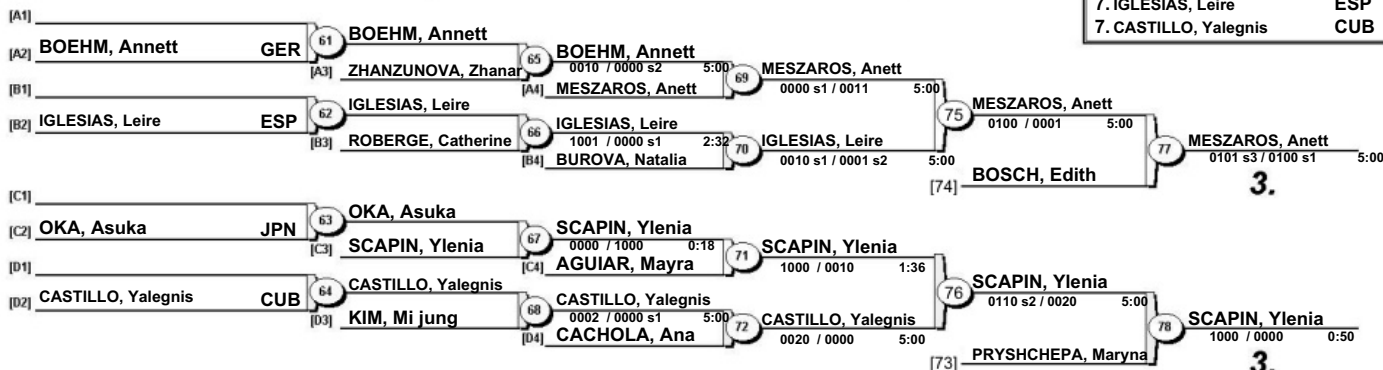 7. IGLESIAS, Leire ESP
7. CASTILLO, Yalegnis CUB
[A1]
[A2] BOEHM, Annett GER
61
BOEHM, Annett
[A3] ZHANZUNOVA, Zhanar
65
BOEHM, Annett
0010 / 0000 s2 5:00
[A4] MESZAROS, Anett
69
MESZAROS, Anett
0000 s1 / 0011 5:00
[B1]
[B2] IGLESIAS, Leire ESP
62
IGLESIAS, Leire
[B3] ROBERGE, Catherine
66
IGLESIAS, Leire
1001 / 0000 s1 2:32
[B4] BUROVA, Natalia
70
IGLESIAS, Leire
0010 s1 / 0001 s2 5:00
75
MESZAROS, Anett
0100 / 0001 5:00
[74] BOSCH, Edith
77
MESZAROS, Anett
0101 s3 / 0100 s1 5:00
3.
[C1]
[C2] OKA, Asuka JPN
63
OKA, Asuka
[C3] SCAPIN, Ylenia
67
SCAPIN, Ylenia
0000 / 1000 0:18
[C4] AGUIAR, Mayra
71
SCAPIN, Ylenia
1000 / 0010 1:36
[D1]
[D2] CASTILLO, Yalegnis CUB
64
CASTILLO, Yalegnis
[D3] KIM, Mi jung
68
CASTILLO, Yalegnis
0002 / 0000 s1 5:00
[D4] CACHOLA, Ana
72
CASTILLO, Yalegnis
0020 / 0000 5:00
76
SCAPIN, Ylenia
0110 s2 / 0020 5:00
[73] PRYSHCHEPA, Maryna
78
SCAPIN, Ylenia
1000 / 0000 0:50
3.